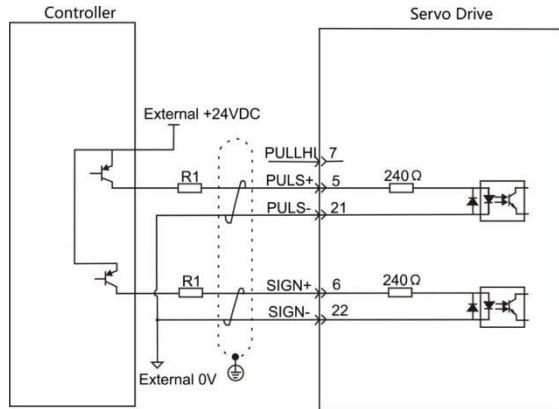 Controller
Servo Drive
External +24VDC
PULLHI 7
R1 PULS+ 5 240Ω
PULS- 21
R1 SIGN+ 6 240Ω
SIGN- 22
External 0V